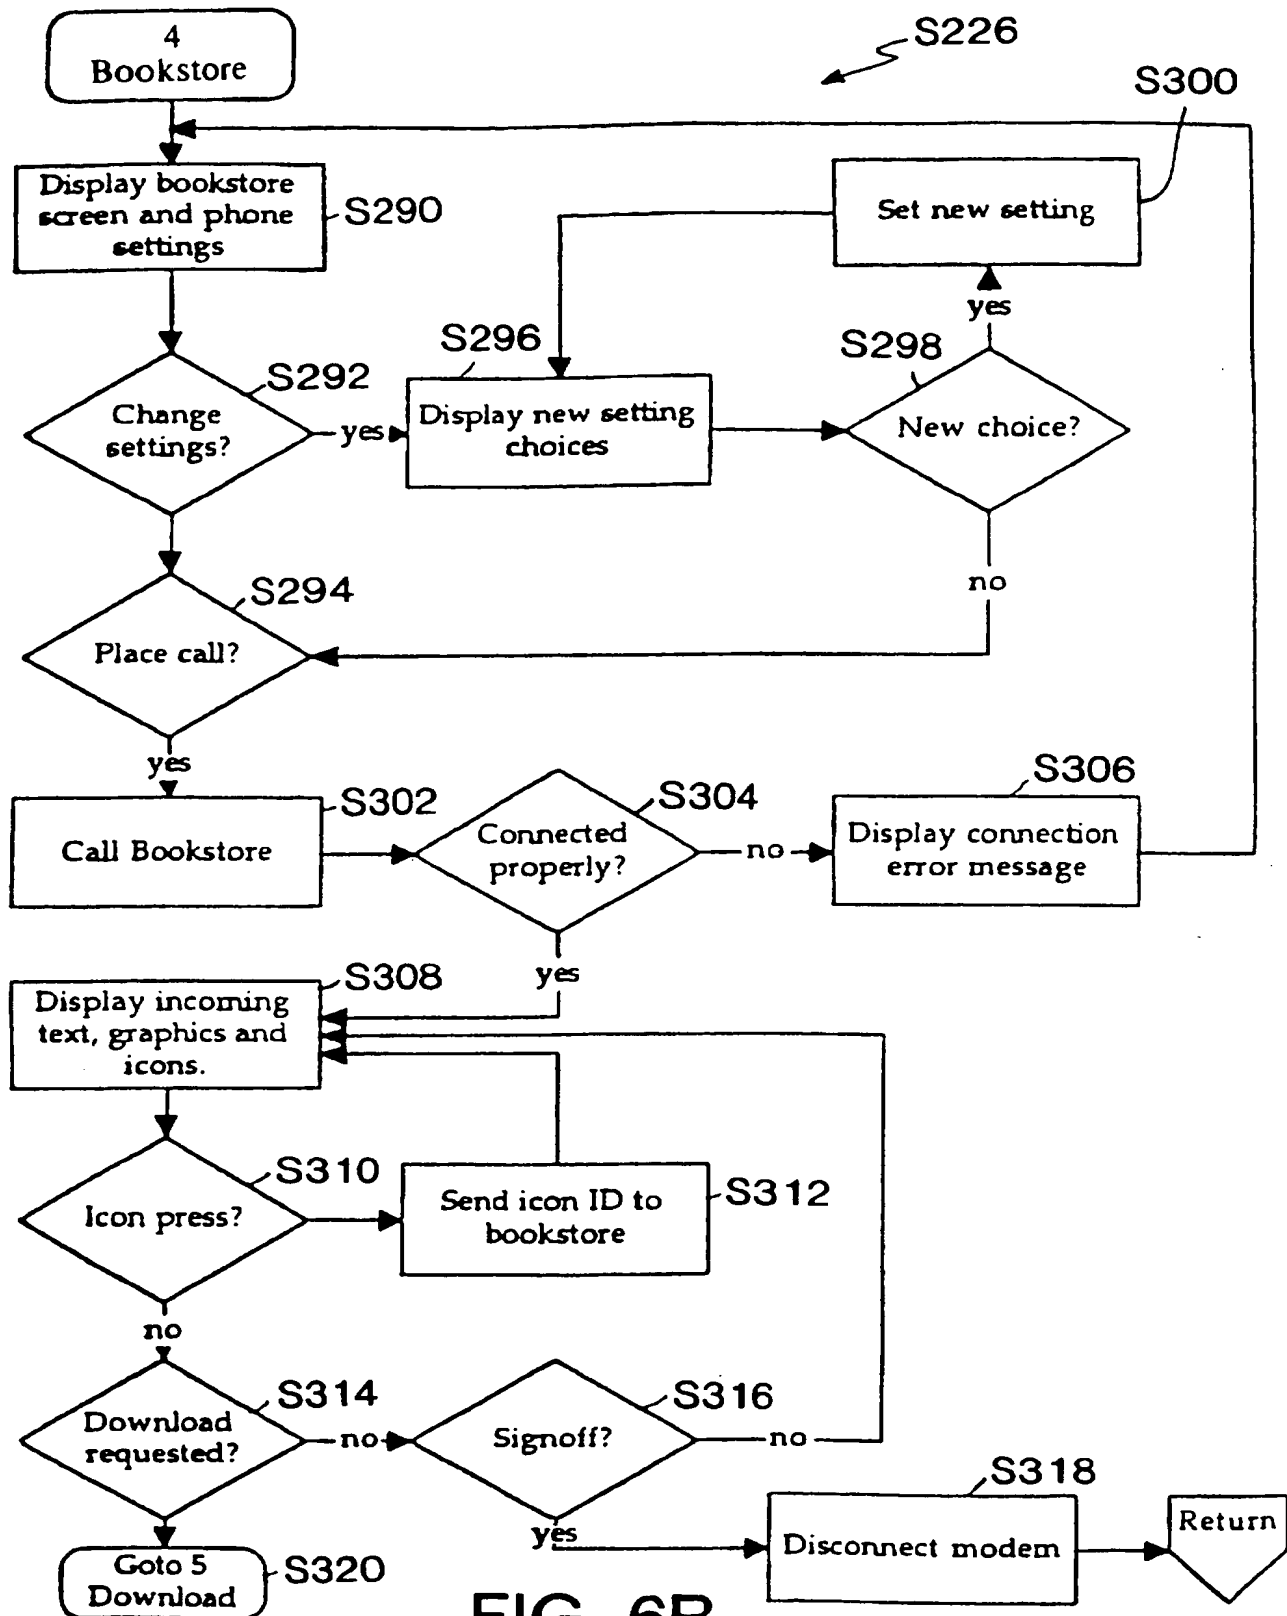 4
Bookstore
S226
S300
Display bookstore
screen and phone
settings
S290
Set new setting
yes
S296
S298
S292
Change
settings?
yes
Display new setting
choices
New choice?
no
S294
Place call?
yes
S302
Call Bookstore
S304
Connected
properly?
no
S306
Display connection
error message
yes
S308
Display incoming
text, graphics and
icons.
S310
Icon press?
Send icon ID to
bookstore
S312
no
S314
Download
requested?
no
S316
Signoff?
no
yes
S318
Disconnect modem
Return
Goto 5
Download
S320